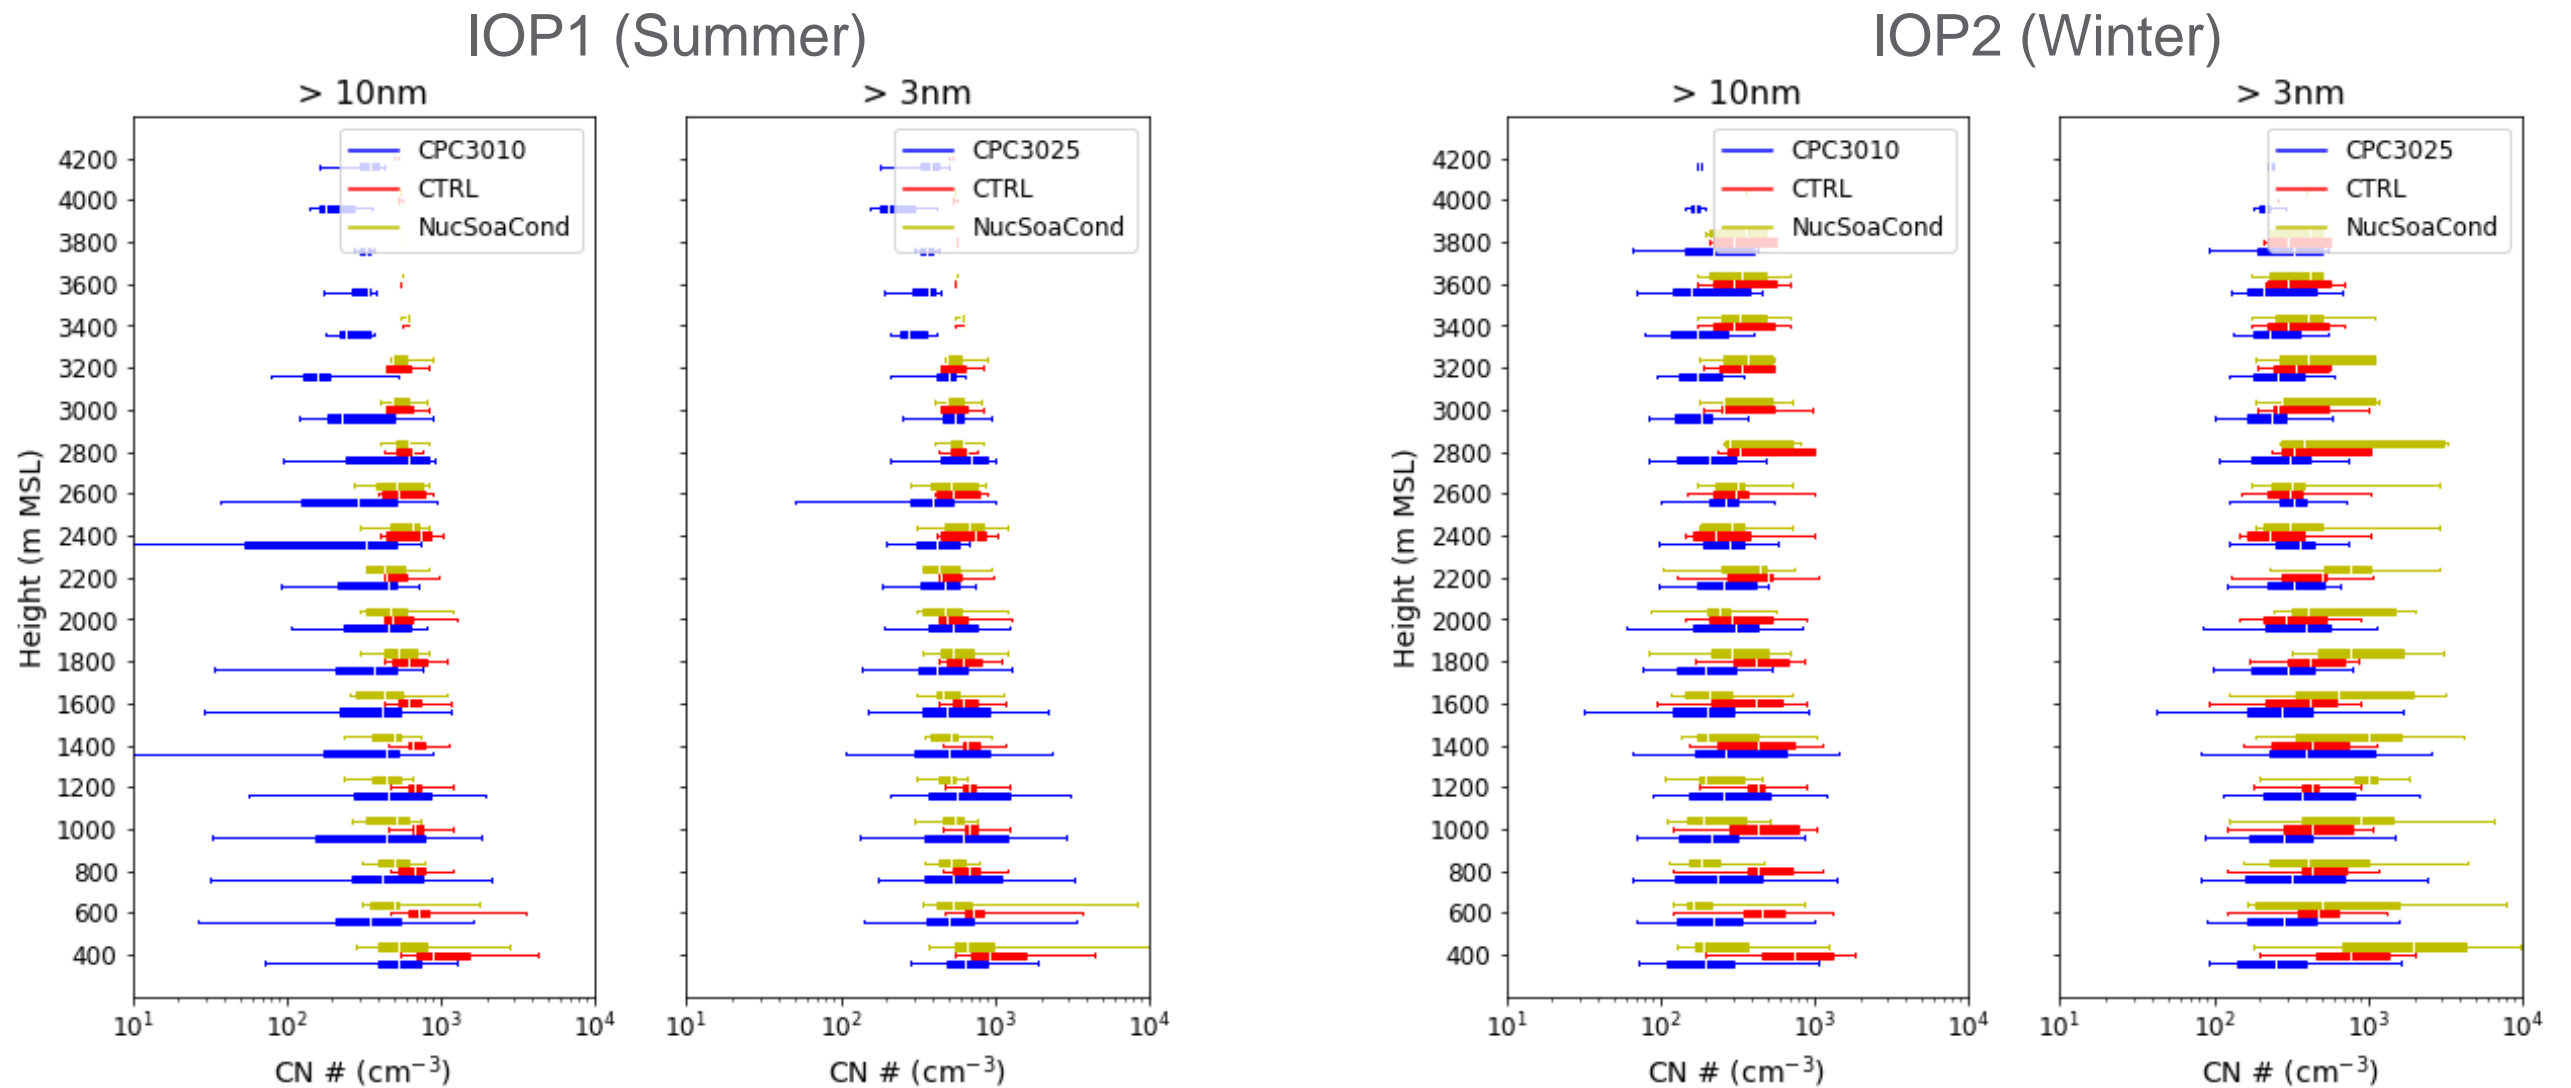 IOP1 (Summer)
IOP2 (Winter)
> 10nm
> 3nm
> 10nm
> 3nm
CPC3010
CTRL
NucSoaCond
CPC3025
CTRL
NucSoaCond
CPC3010
CTRL
NucSoaCond
CPC3025
CTRL
NucSoaCond
Height (m MSL)
4200
4000
3800
3600
3400
3200
3000
2800
2600
2400
2200
2000
1800
1600
1400
1200
1000
800
600
400
Height (m MSL)
4200
4000
3800
3600
3400
3200
3000
2800
2600
2400
2200
2000
1800
1600
1400
1200
1000
800
600
400
10¹ 10² 10³ 10⁴
10¹ 10² 10³ 10⁴
10¹ 10² 10³ 10⁴
10¹ 10² 10³ 10⁴
CN # (cm⁻³)
CN # (cm⁻³)
CN # (cm⁻³)
CN # (cm⁻³)